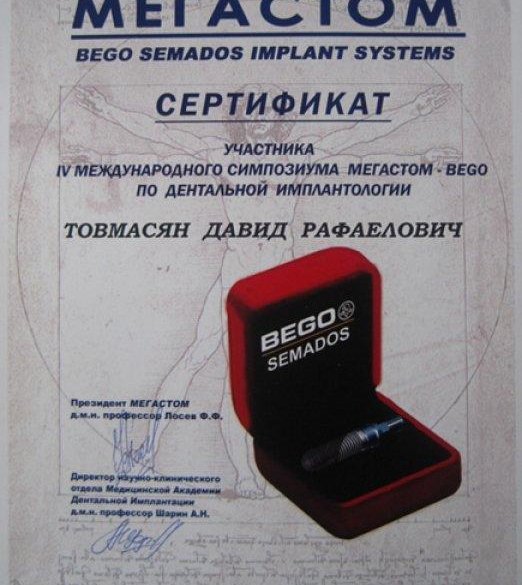 МЕГАСТОМ
BEGO SEMADOS IMPLANT SYSTEMS
СЕРТИФИКАТ
УЧАСТНИКА
IV МЕЖДУНАРОДНОГО СИМПОЗИУМА МЕГАСТОМ - BEGO
ПО ДЕНТАЛЬНОЙ ИМПЛАНТОЛОГИИ
ТОВМАСЯН ДАВИД РАФАЕЛОВИЧ
BEGO
SEMADOS
Президент МЕГАСТОМ
д.м.н. профессор Лосев Ф.Ф.
Директор научно-клинического
отдела Медицинской Академии
Дентальной Имплантации
д.м.н. профессор Шарин А.Н.